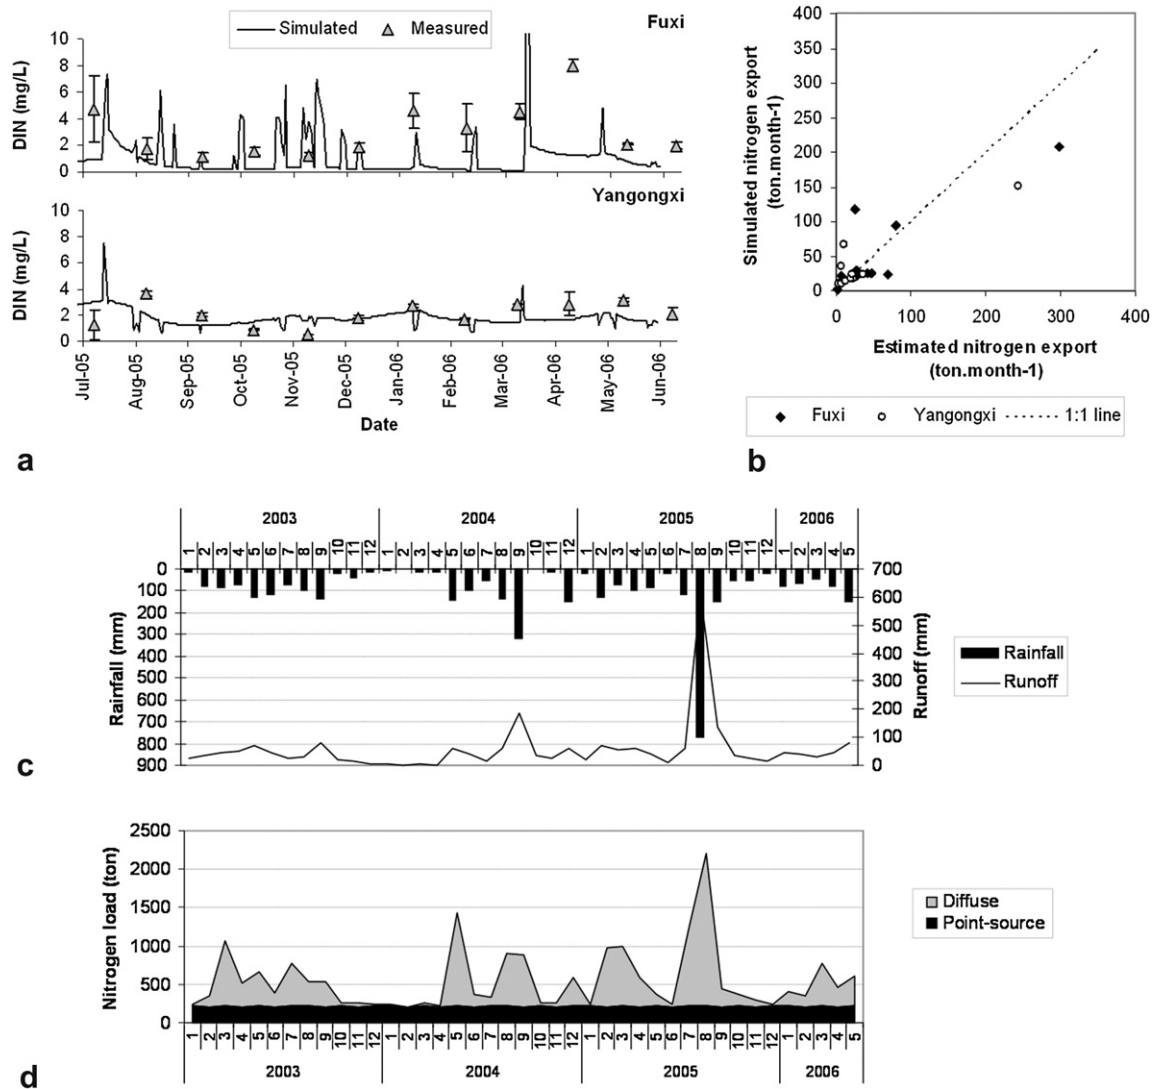 Simulated Measured
Fuxi
DIN (mg/L)
10
8
6
4
2
0
Yangongxi
DIN (mg/L)
10
8
6
4
2
0
Jul-05 Aug-05 Sep-05 Oct-05 Nov-05 Dec-05 Jan-06 Feb-06 Mar-06 Apr-06 May-06 Jun-06
Date
a
Simulated nitrogen export
(ton.month-1)
400
350
300
250
200
150
100
50
0
0 100 200 300 400
Estimated nitrogen export
(ton.month-1)
Fuxi Yangongxi 1:1 line
b
2003 2004 2005 2006
1 2 3 4 5 6 7 8 9 10 11 12 1 2 3 4 5 6 7 8 9 10 11 12 1 2 3 4 5 6 7 8 9 10 11 12 1 2 3 4 5
Rainfall (mm)
0
100
200
300
400
500
600
700
800
900
700
600
500
400
300
200
100
0
Runoff (mm)
Rainfall
Runoff
c
Nitrogen load (ton)
2500
2000
1500
1000
500
0
1 2 3 4 5 6 7 8 9 10 11 12 1 2 3 4 5 6 7 8 9 10 11 12 1 2 3 4 5 6 7 8 9 10 11 12 1 2 3 4 5
2003 2004 2005 2006
Diffuse
Point-source
d